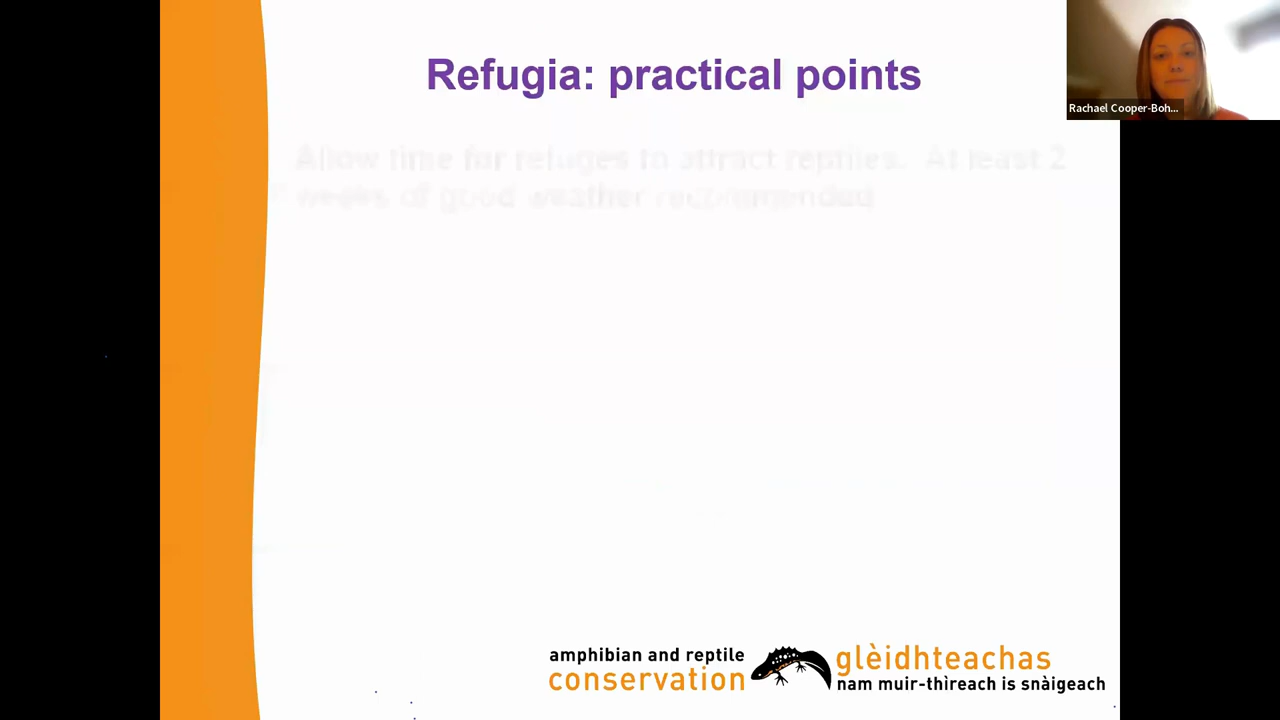 Refugia: practical points
Rachael Cooper-Boh...
Allow time for refuges to attract reptiles. At least 2
weeks of good weather recommended
amphibian and reptile
conservation
glèidhteachas
nam muir-thìreach is snàigeach